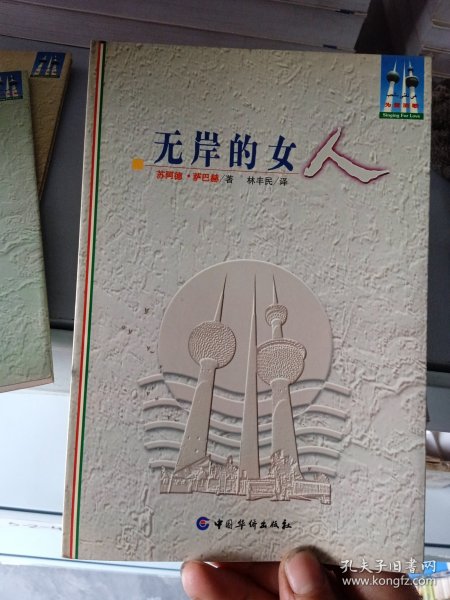 为爱而歌
Singing For Love
无岸的女人
苏阿德·萨巴赫/著 林丰民/译
中国华侨出版社
孔夫子旧书网
www.kongfz.com